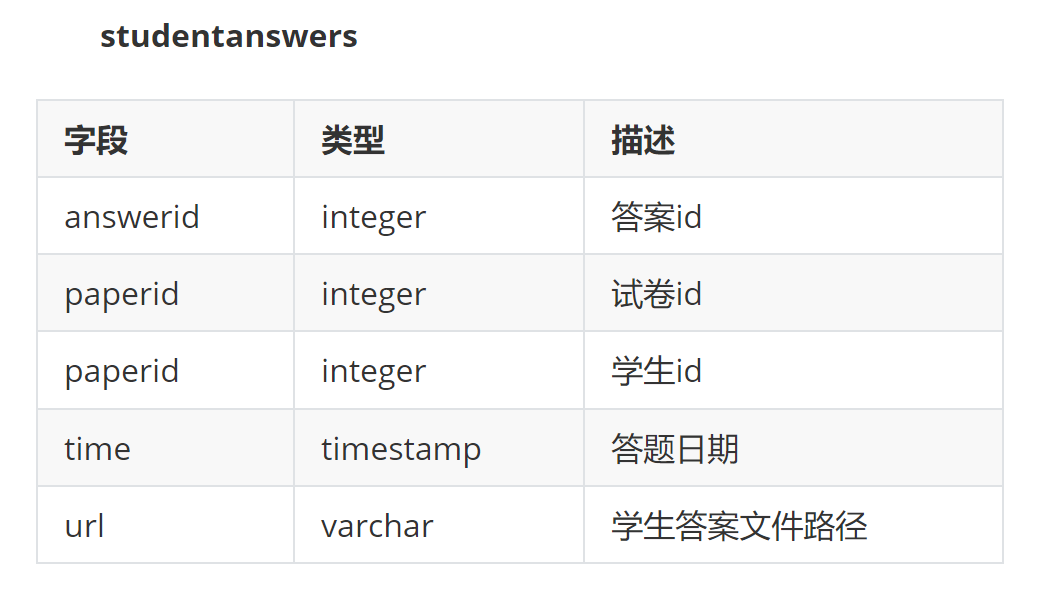 studentanswers
字段 类型 描述
answerid integer 答案id
paperid integer 试卷id
paperid integer 学生id
time timestamp 答题日期
url varchar 学生答案文件路径